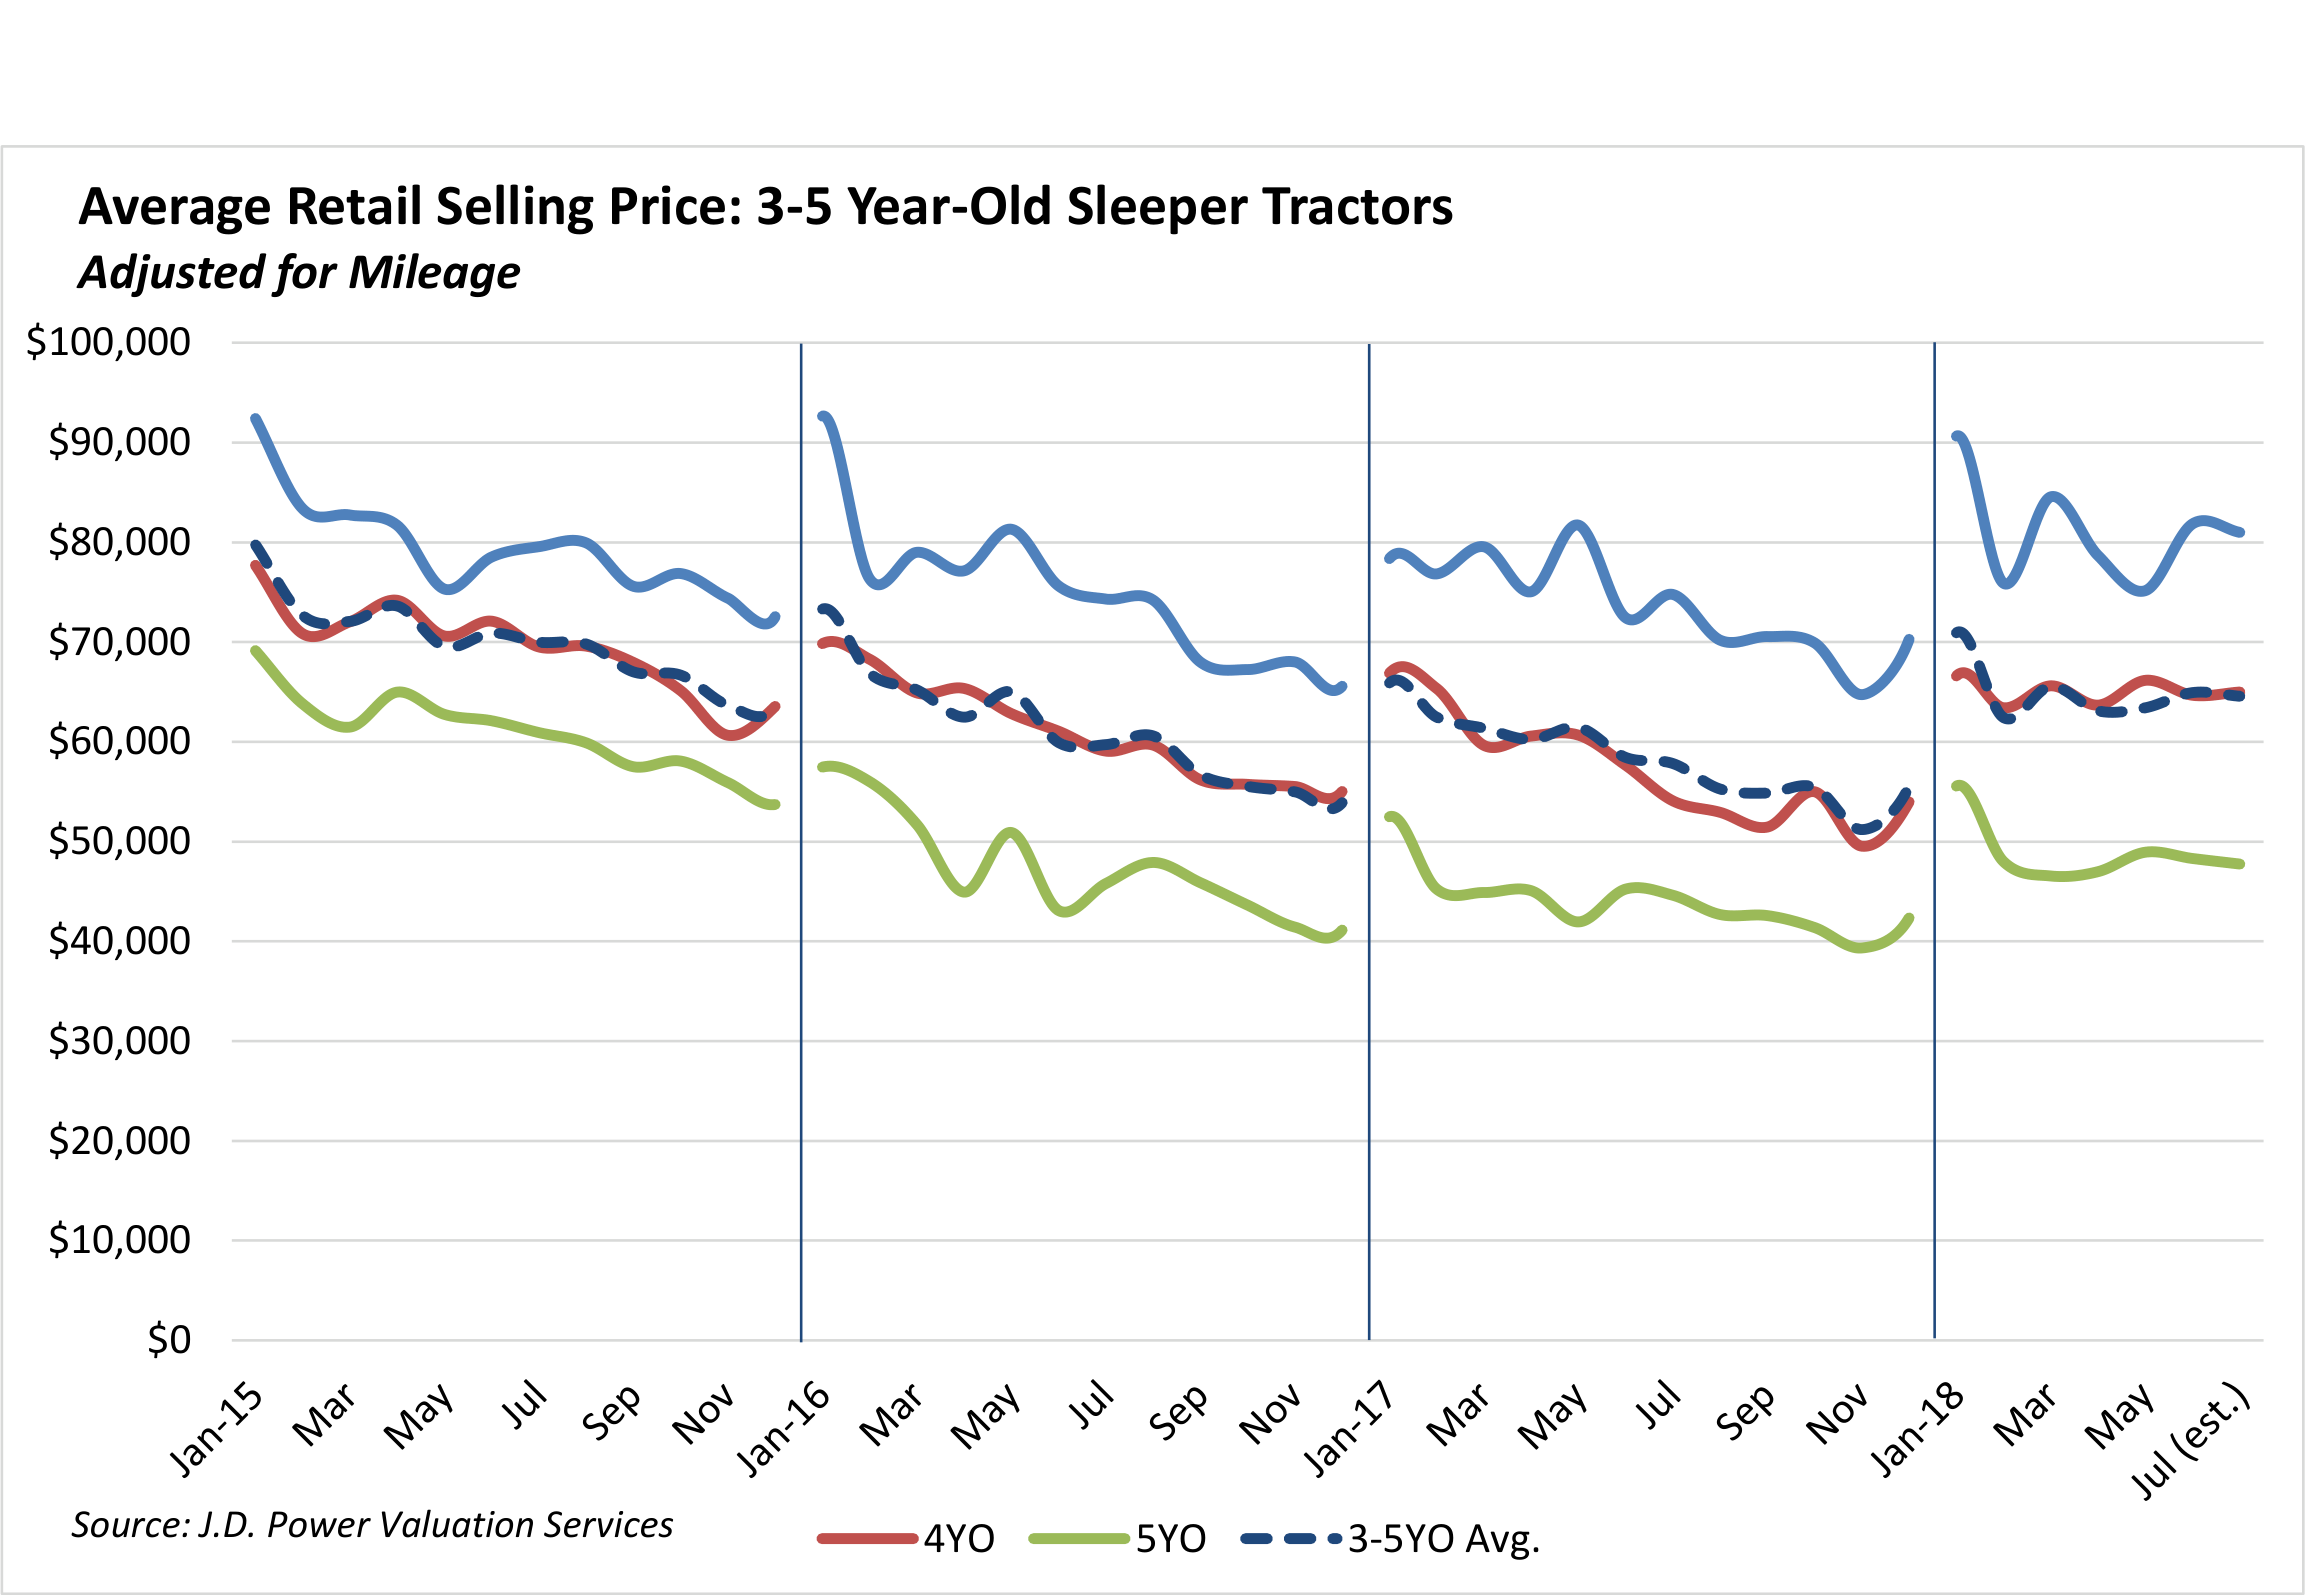 Average Retail Selling Price: 3-5 Year-Old Sleeper Tractors
Adjusted for Mileage
$100,000
$90,000
$80,000
$70,000
$60,000
$50,000
$40,000
$30,000
$20,000
$10,000
$0
Jan-15 Mar May Jul Sep Nov Jan-16 Mar May Jul Sep Nov Jan-17 Mar May Jul Sep Nov Jan-18 Mar May Jul (est.)
Source: J.D. Power Valuation Services
4YO 5YO 3-5YO Avg.